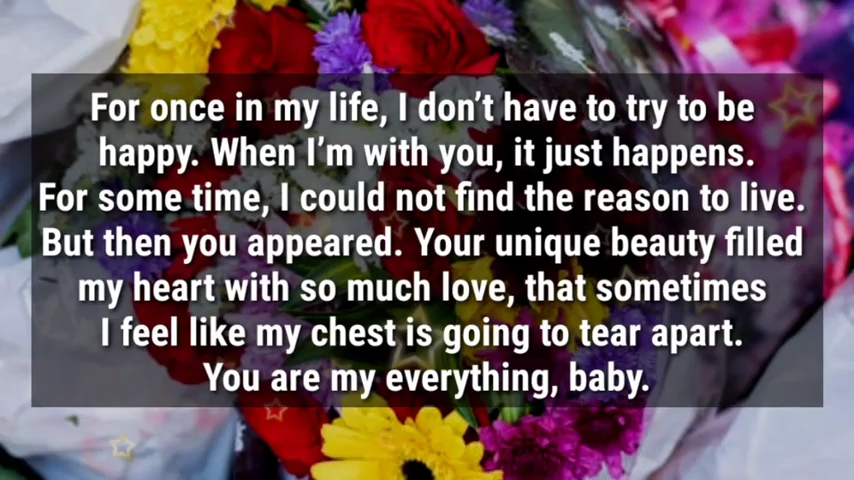 For once in my life, I don’t have to try to be
happy. When I’m with you, it just happens.
For some time, I could not find the reason to live.
But then you appeared. Your unique beauty filled
my heart with so much love, that sometimes
I feel like my chest is going to tear apart.
You are my everything, baby.